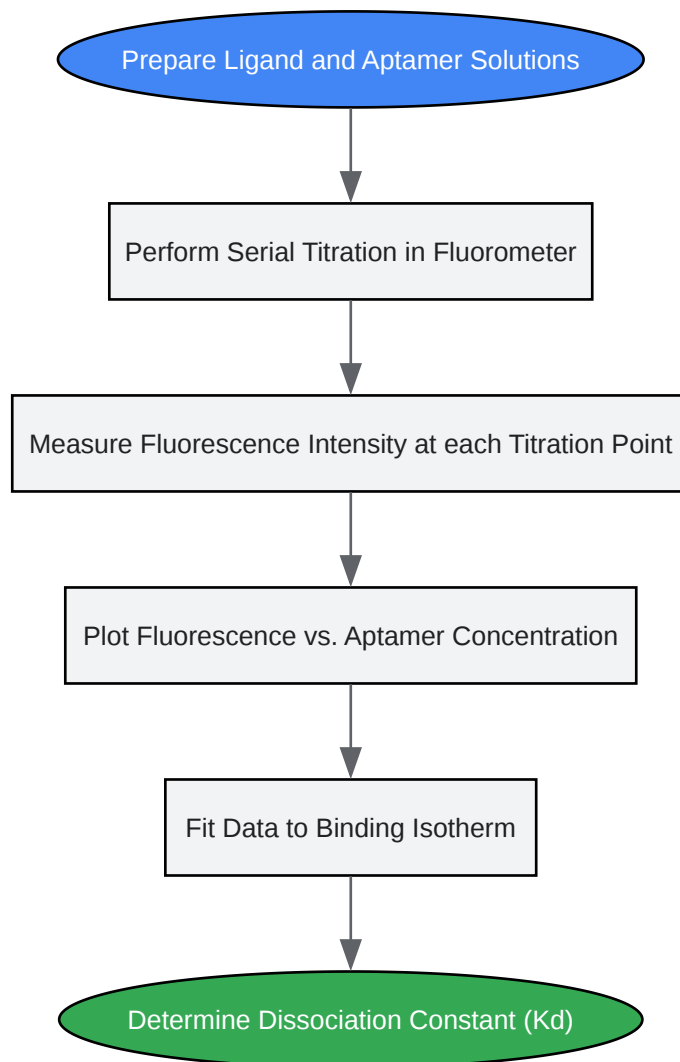 Prepare Ligand and Aptamer Solutions
Perform Serial Titration in Fluorometer
Measure Fluorescence Intensity at each Titration Point
Plot Fluorescence vs. Aptamer Concentration
Fit Data to Binding Isotherm
Determine Dissociation Constant (Kd)